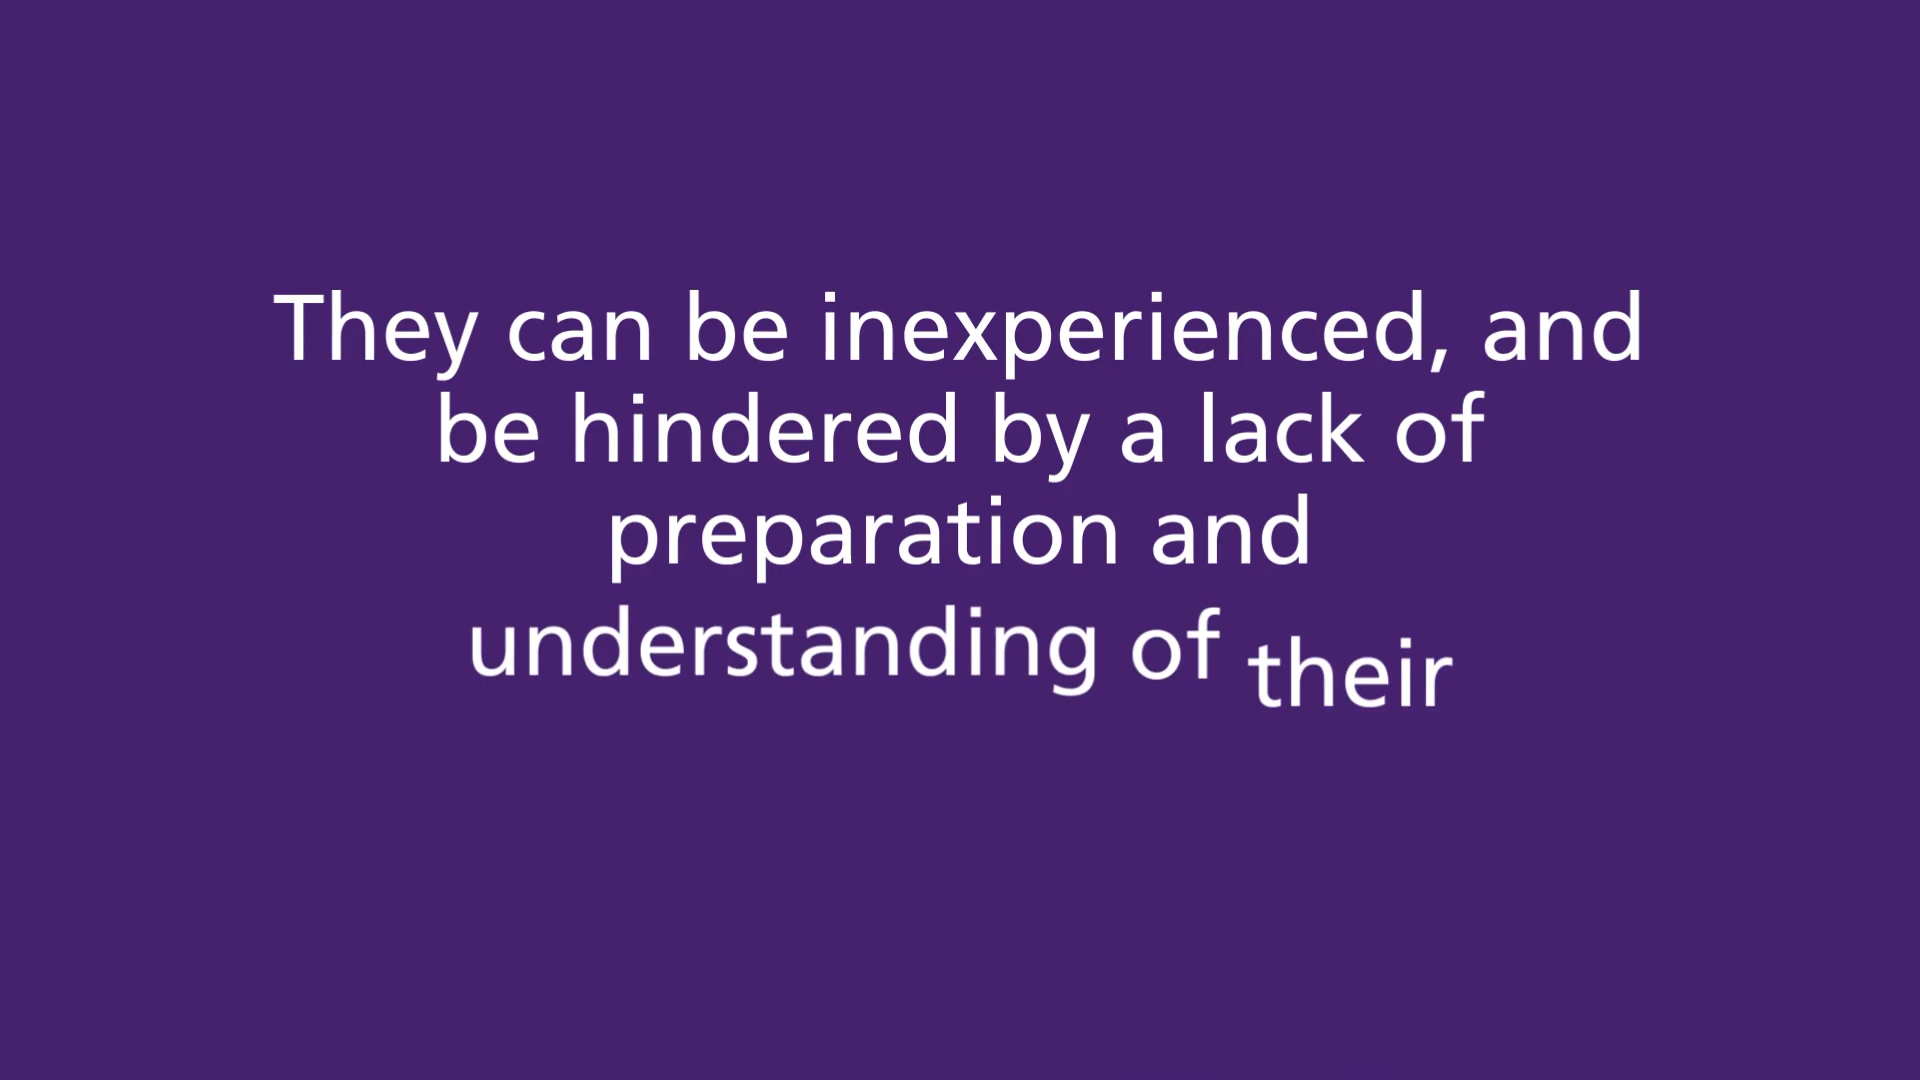 They can be inexperienced, and
be hindered by a lack of
preparation and
understanding of their